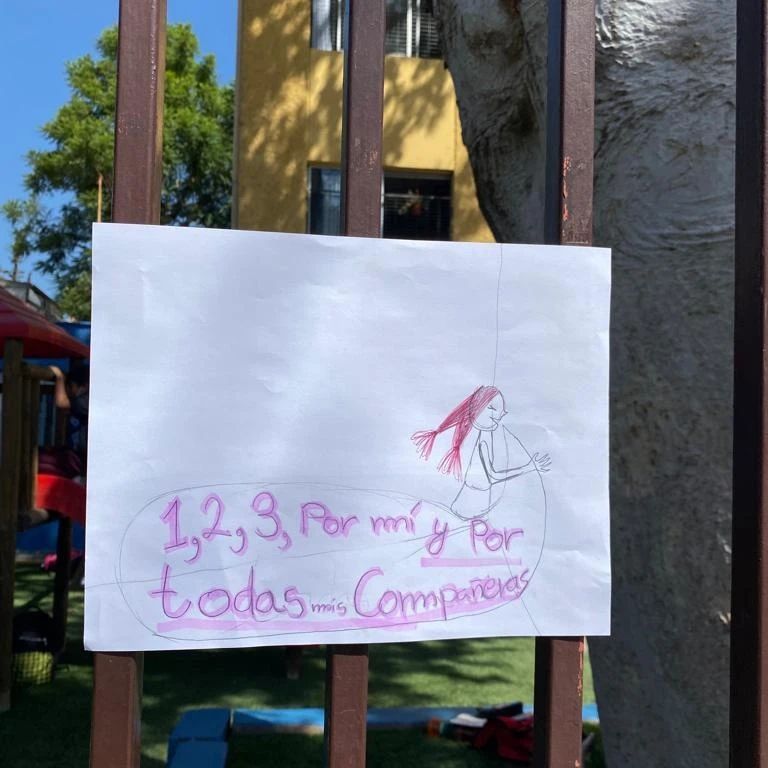 1, 2, 3, Por mí y Por
todas mis Compañeras